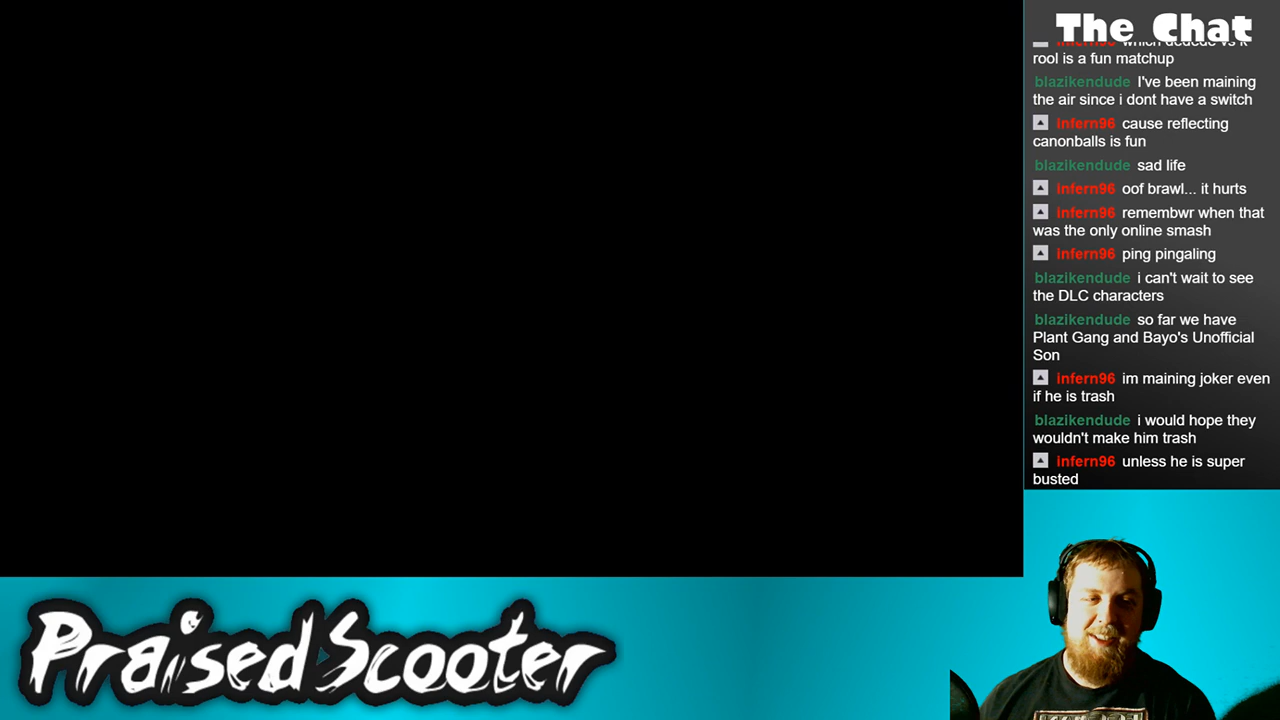 The Chat
infern96 which dedede vs k
rool is a fun matchup
blazikendude I've been maining
the air since i dont have a switch
infern96 cause reflecting
canonballs is fun
blazikendude sad life
infern96 oof brawl... it hurts
infern96 remembwr when that
was the only online smash
infern96 ping pingaling
blazikendude i can't wait to see
the DLC characters
blazikendude so far we have
Plant Gang and Bayo's Unofficial
Son
infern96 im maining joker even
if he is trash
blazikendude i would hope they
wouldn't make him trash
infern96 unless he is super
busted
PraisedScooter